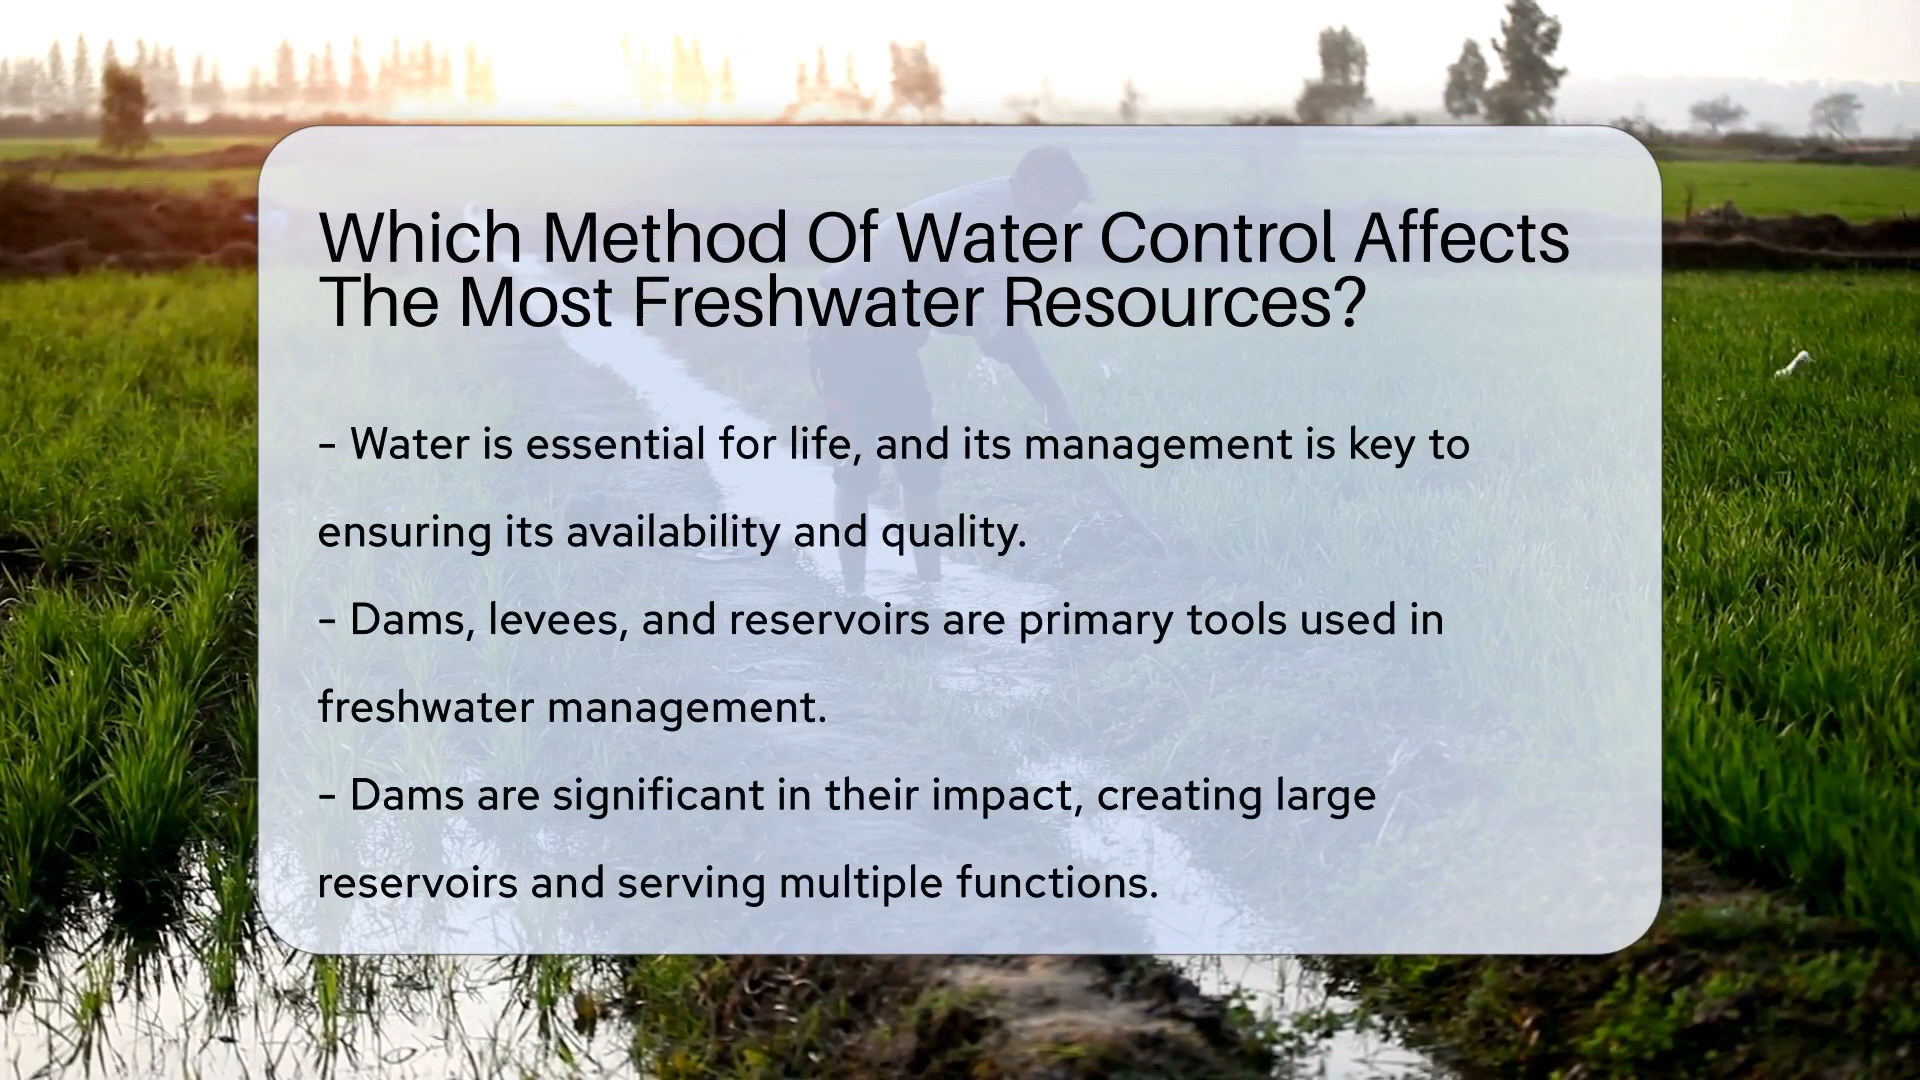 Which Method Of Water Control Affects
The Most Freshwater Resources?
- Water is essential for life, and its management is key to
ensuring its availability and quality.
- Dams, levees, and reservoirs are primary tools used in
freshwater management.
- Dams are significant in their impact, creating large
reservoirs and serving multiple functions.